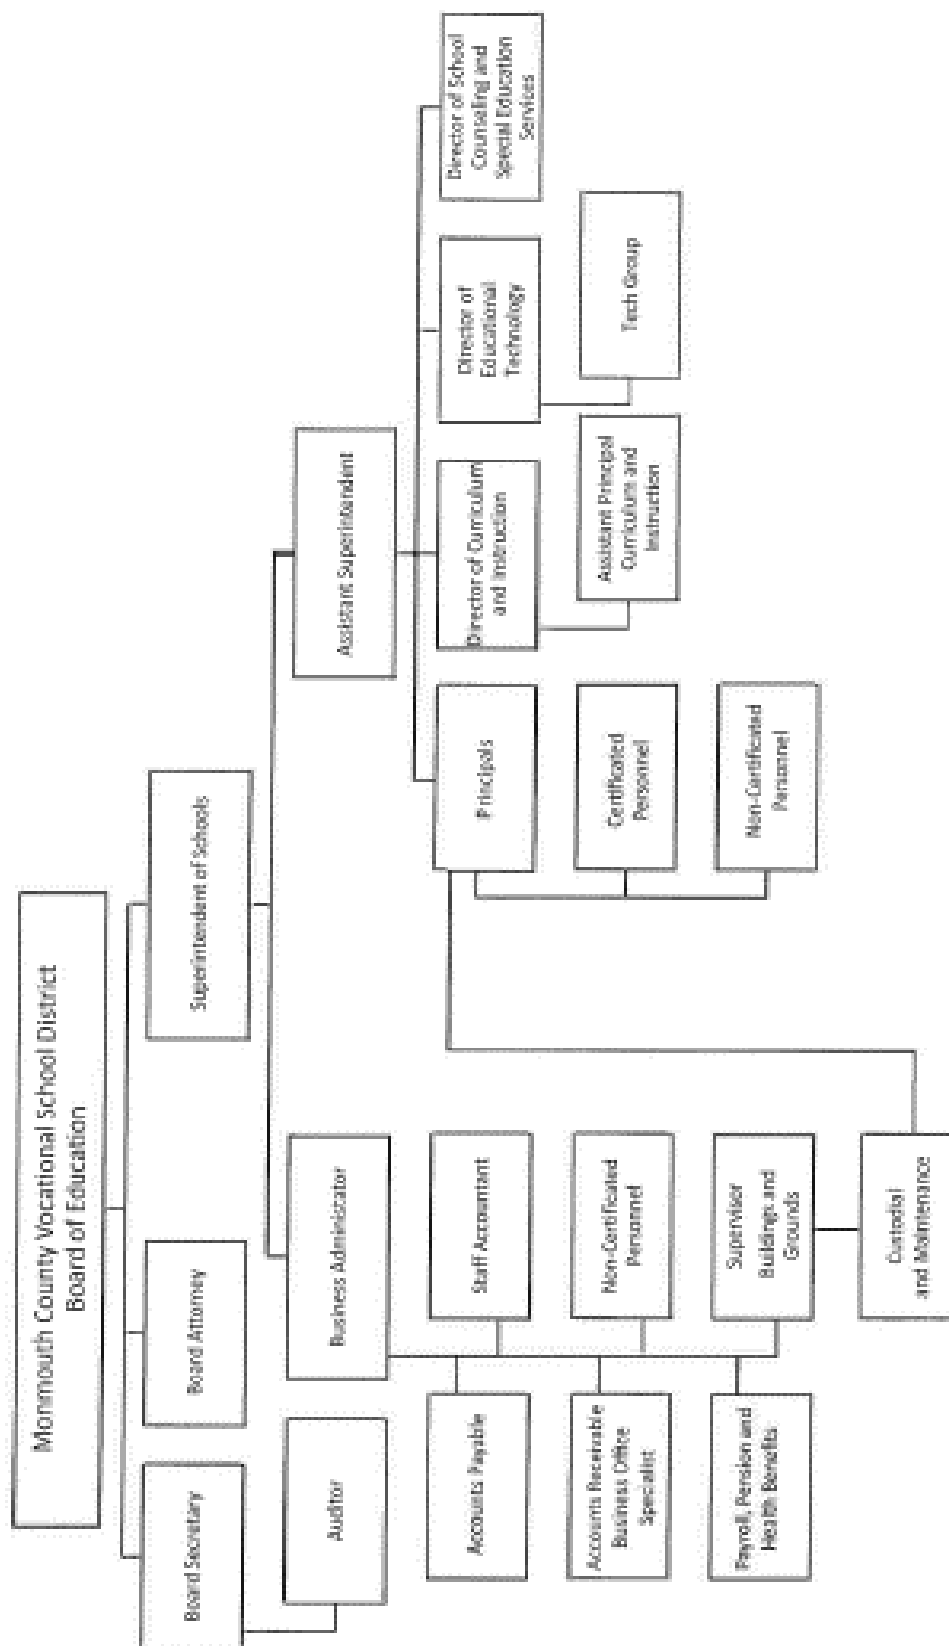 Monmouth County Vocational School District
Board of Education
Board Secretary
Board Attorney
Superintendent of Schools
Auditor
Business Administrator
Assistant Superintendent
Accounts Payable
Staff Accountant
Principals
Director of Curriculum
and Instruction
Director of
Educational
Technology
Director of School
Counseling and
Special Education
Services
Accounts Receivable
Business Office
Specialist
Non-Certificated
Personnel
Certificated
Personnel
Assistant Principal
Curriculum and
Instruction
Tech Group
Payroll, Pension and
Health Benefits
Supervisor
Buildings and
Grounds
Non-Certificated
Personnel
Custodial
and Maintenance